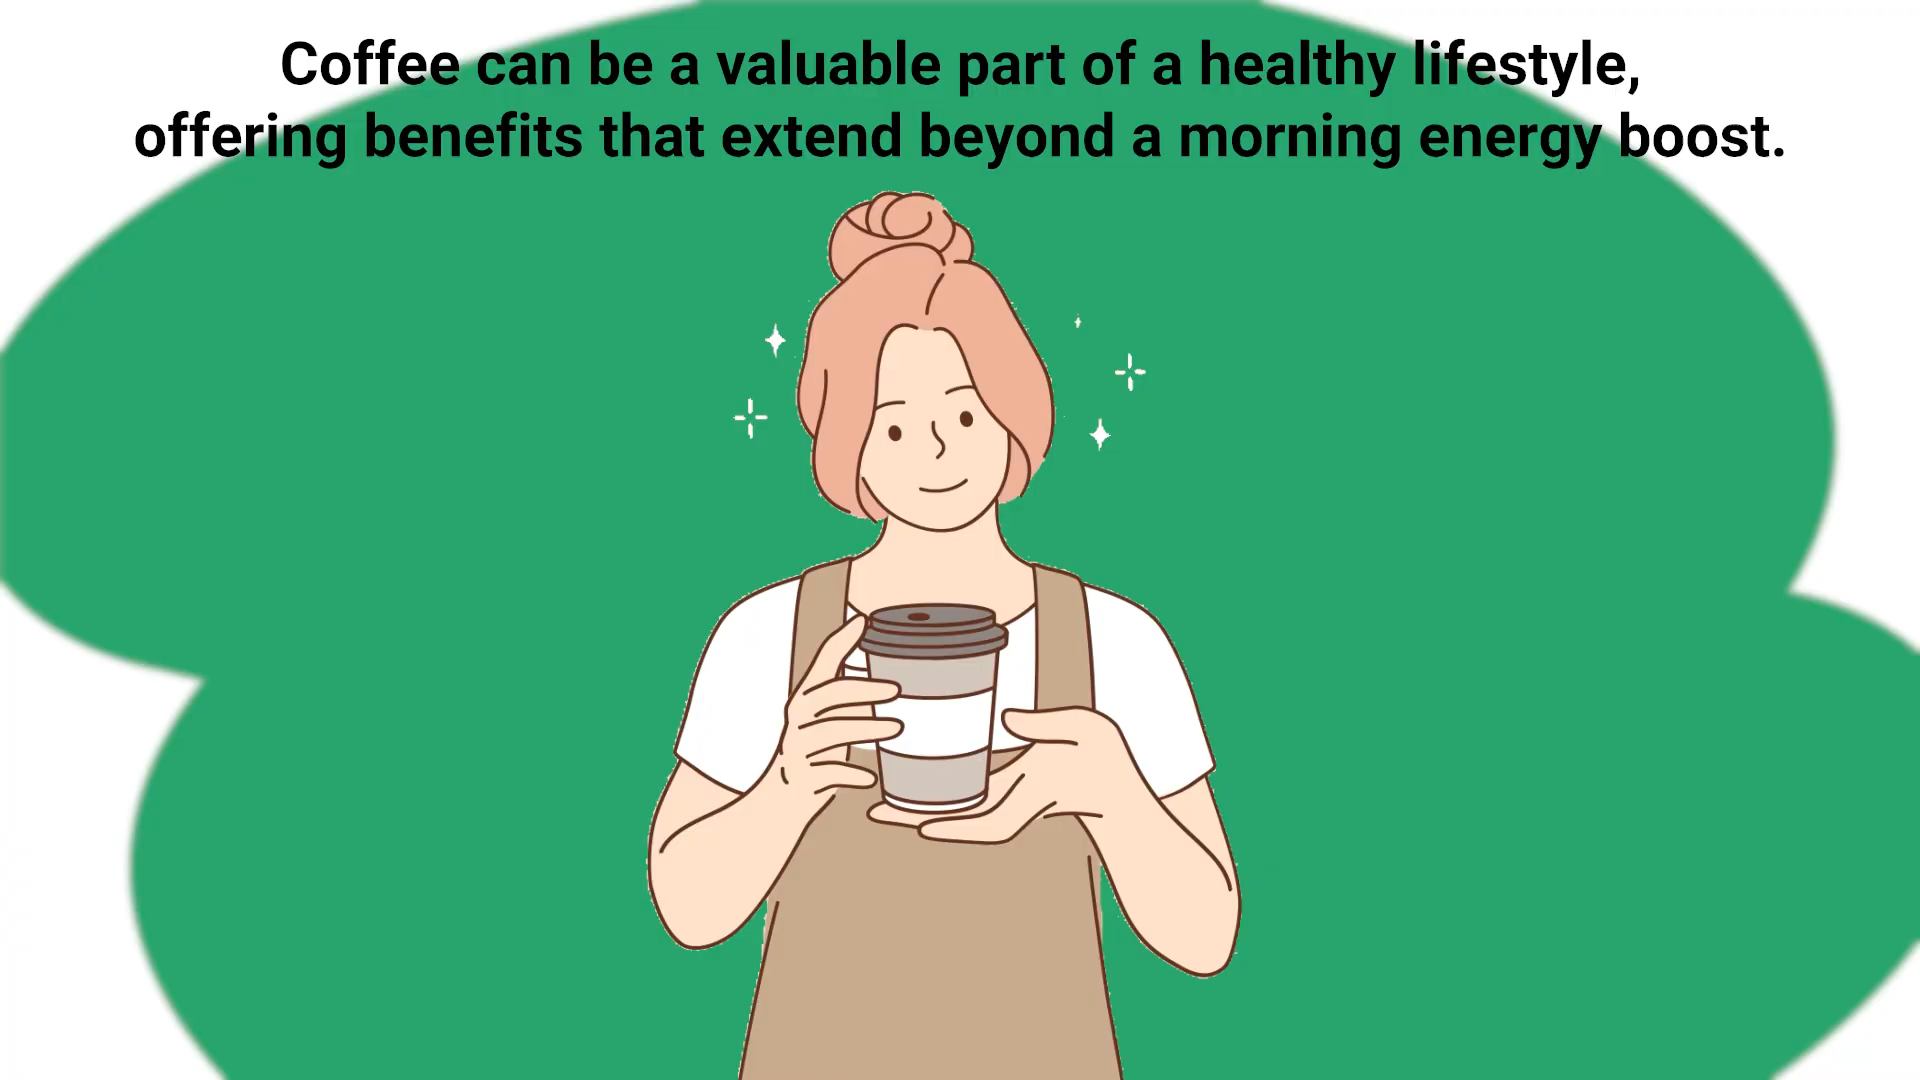 Coffee can be a valuable part of a healthy lifestyle,
offering benefits that extend beyond a morning energy boost.